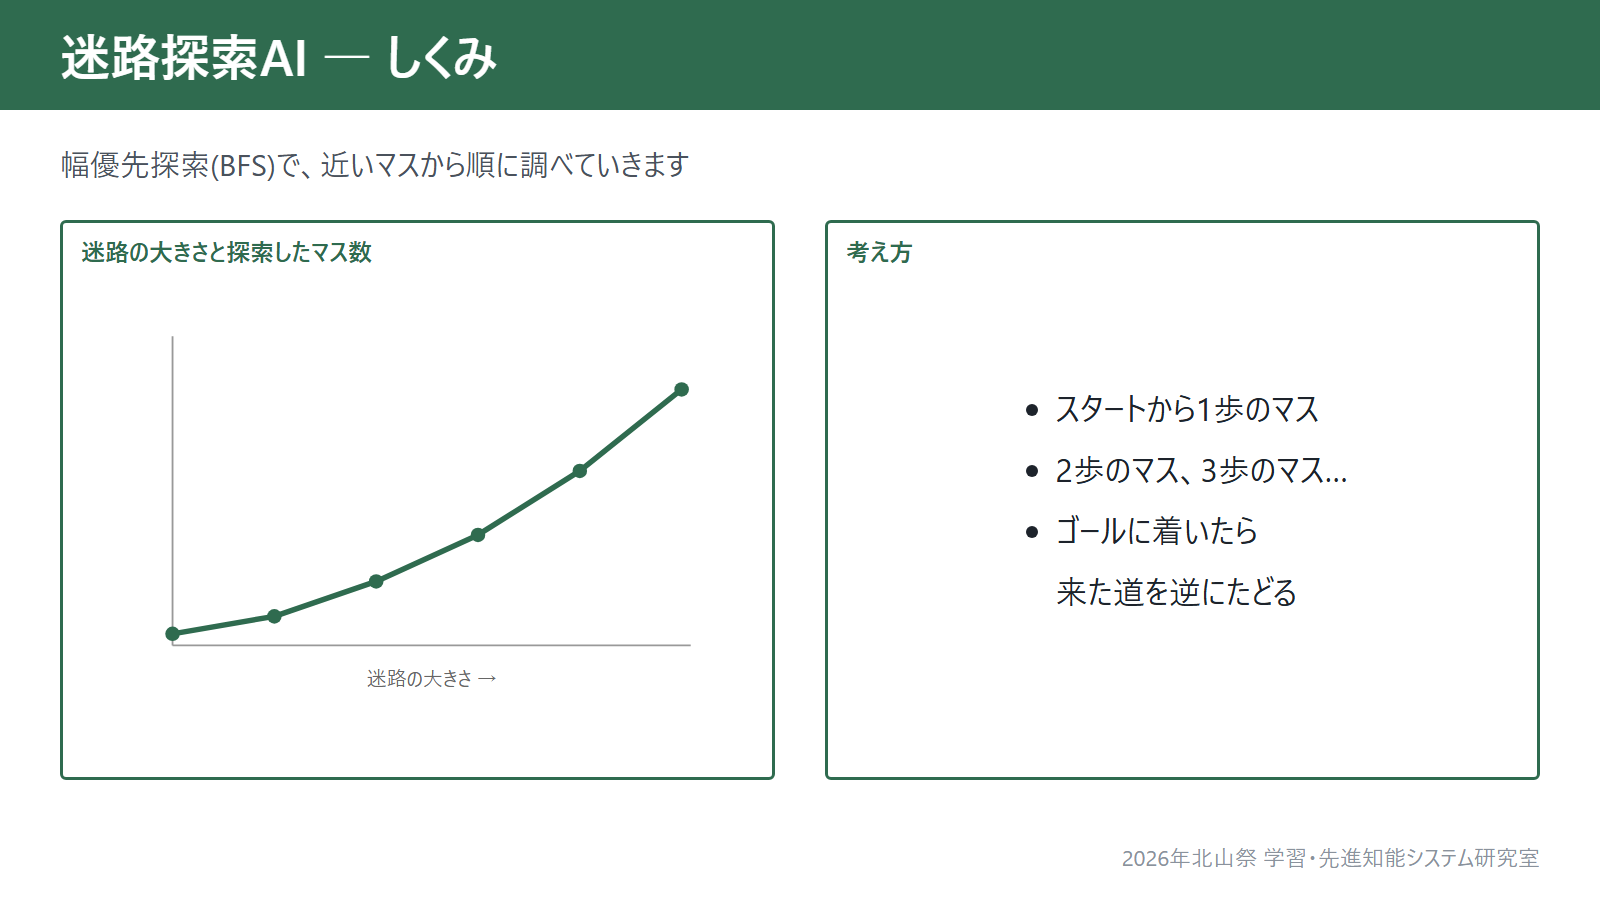 迷路探索AI — しくみ
幅優先探索(BFS)で、近いマスから順に調べていきます
迷路の大きさと探索したマス数
迷路の大きさ →
考え方
• スタートから1歩のマス
• 2歩のマス、3歩のマス…
• ゴールに着いたら
来た道を逆にたどる
2026年北山祭 学習・先進知能システム研究室